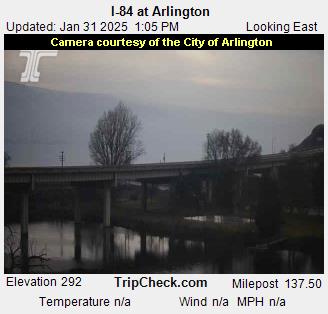 I-84 at Arlington
Updated: Jan 31 2025 1:05 PM Looking East
Camera courtesy of the City of Arlington
Elevation 292 TripCheck.com Milepost 137.50
Temperature n/a Wind n/a MPH n/a